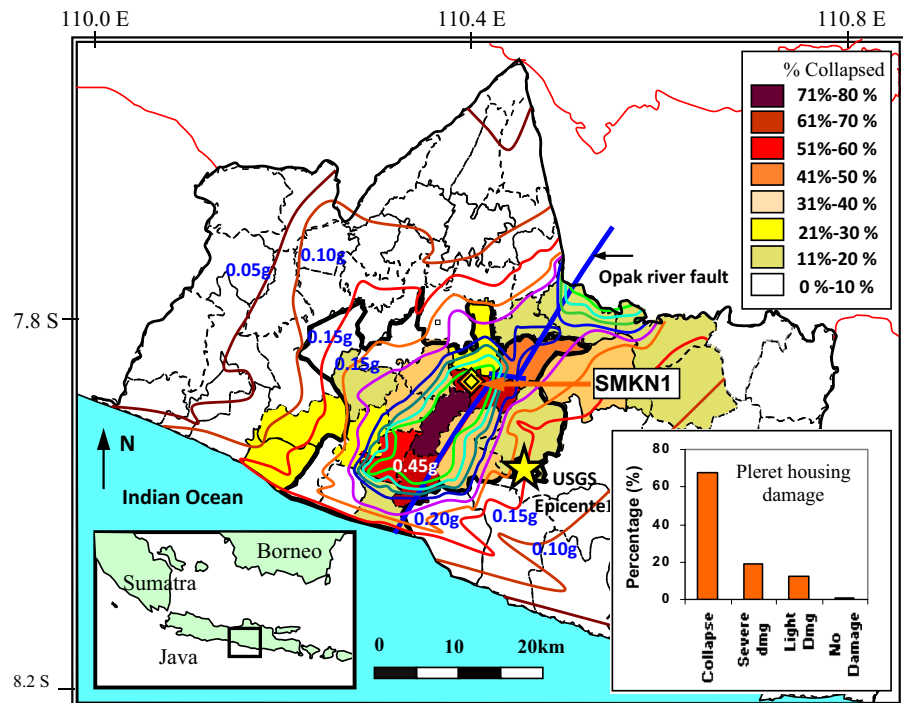 110.0 E
110.4 E
110.8 E
% Collapsed
71%-80 %
61%-70 %
51%-60 %
41%-50 %
31%-40 %
21%-30 %
11%-20 %
0 %-10 %
Opak river fault
0.05g
0.10g
7.8 S
0.15g
0.15g
SMKN1
N
0.45g
Indian Ocean
USGS
Epicente
0.20g
0.15g
0.10g
80
60
40
20
0
Percentage (%)
Pleret housing
damage
Collapse
Severe
dmg
Light
Dmg
No
Damage
Borneo
Sumatra
Java
0
10
20km
8.2 S